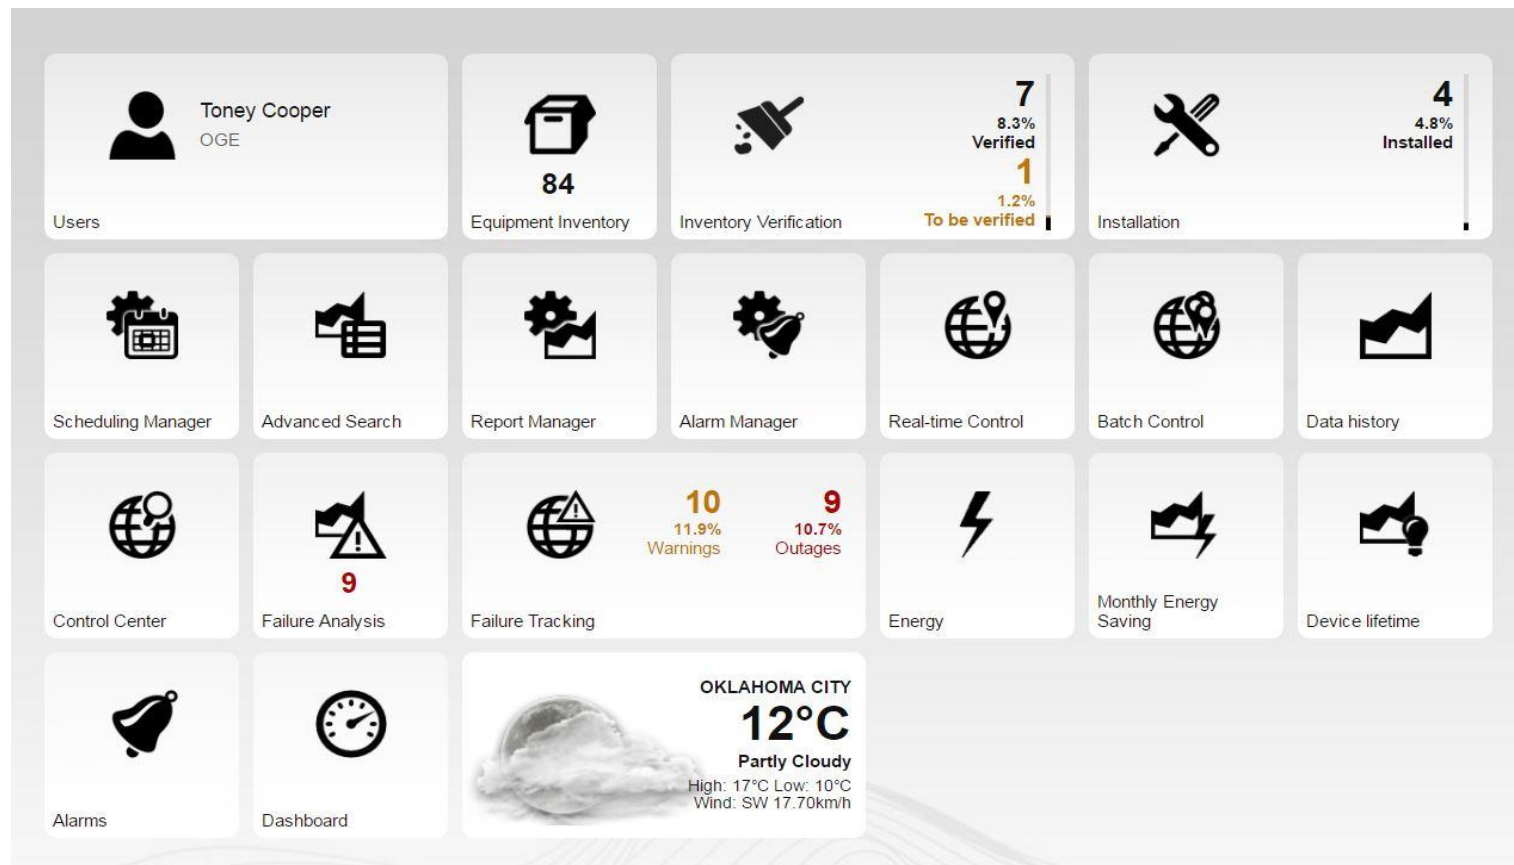 Toney Cooper
OGE
Users
84
Equipment Inventory
7
8.3%
Verified
1
1.2%
To be verified
Inventory Verification
4
4.8%
Installed
Installation
Scheduling Manager
Advanced Search
Report Manager
Alarm Manager
Real-time Control
Batch Control
Data history
Control Center
9
Failure Analysis
10
11.9%
Warnings
9
10.7%
Outages
Failure Tracking
Energy
Monthly Energy
Saving
Device lifetime
Alarms
Dashboard
OKLAHOMA CITY
12°C
Partly Cloudy
High: 17°C Low: 10°C
Wind: SW 17.70km/h